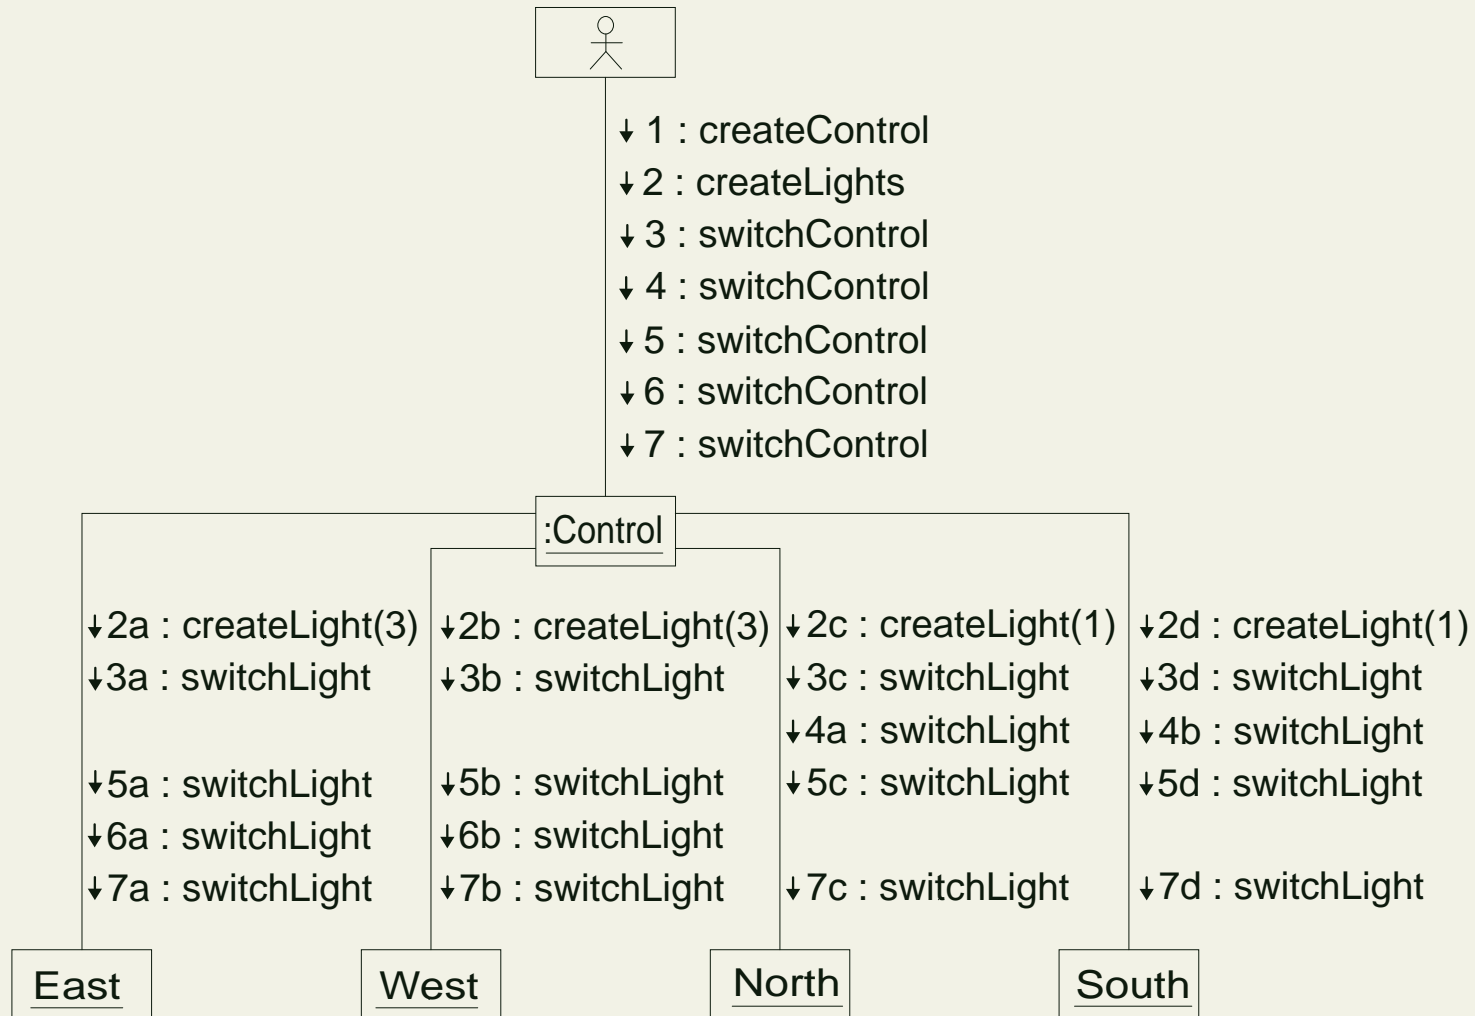 ↓ 1 : createControl
↓ 2 : createLights
↓ 3 : switchControl
↓ 4 : switchControl
↓ 5 : switchControl
↓ 6 : switchControl
↓ 7 : switchControl
:Control
↓2a : createLight(3) ↓2b : createLight(3) ↓2c : createLight(1) ↓2d : createLight(1)
↓3a : switchLight ↓3b : switchLight ↓3c : switchLight ↓3d : switchLight
↓4a : switchLight ↓4b : switchLight
↓5a : switchLight ↓5b : switchLight ↓5c : switchLight ↓5d : switchLight
↓6a : switchLight ↓6b : switchLight
↓7a : switchLight ↓7b : switchLight ↓7c : switchLight ↓7d : switchLight
East West North South